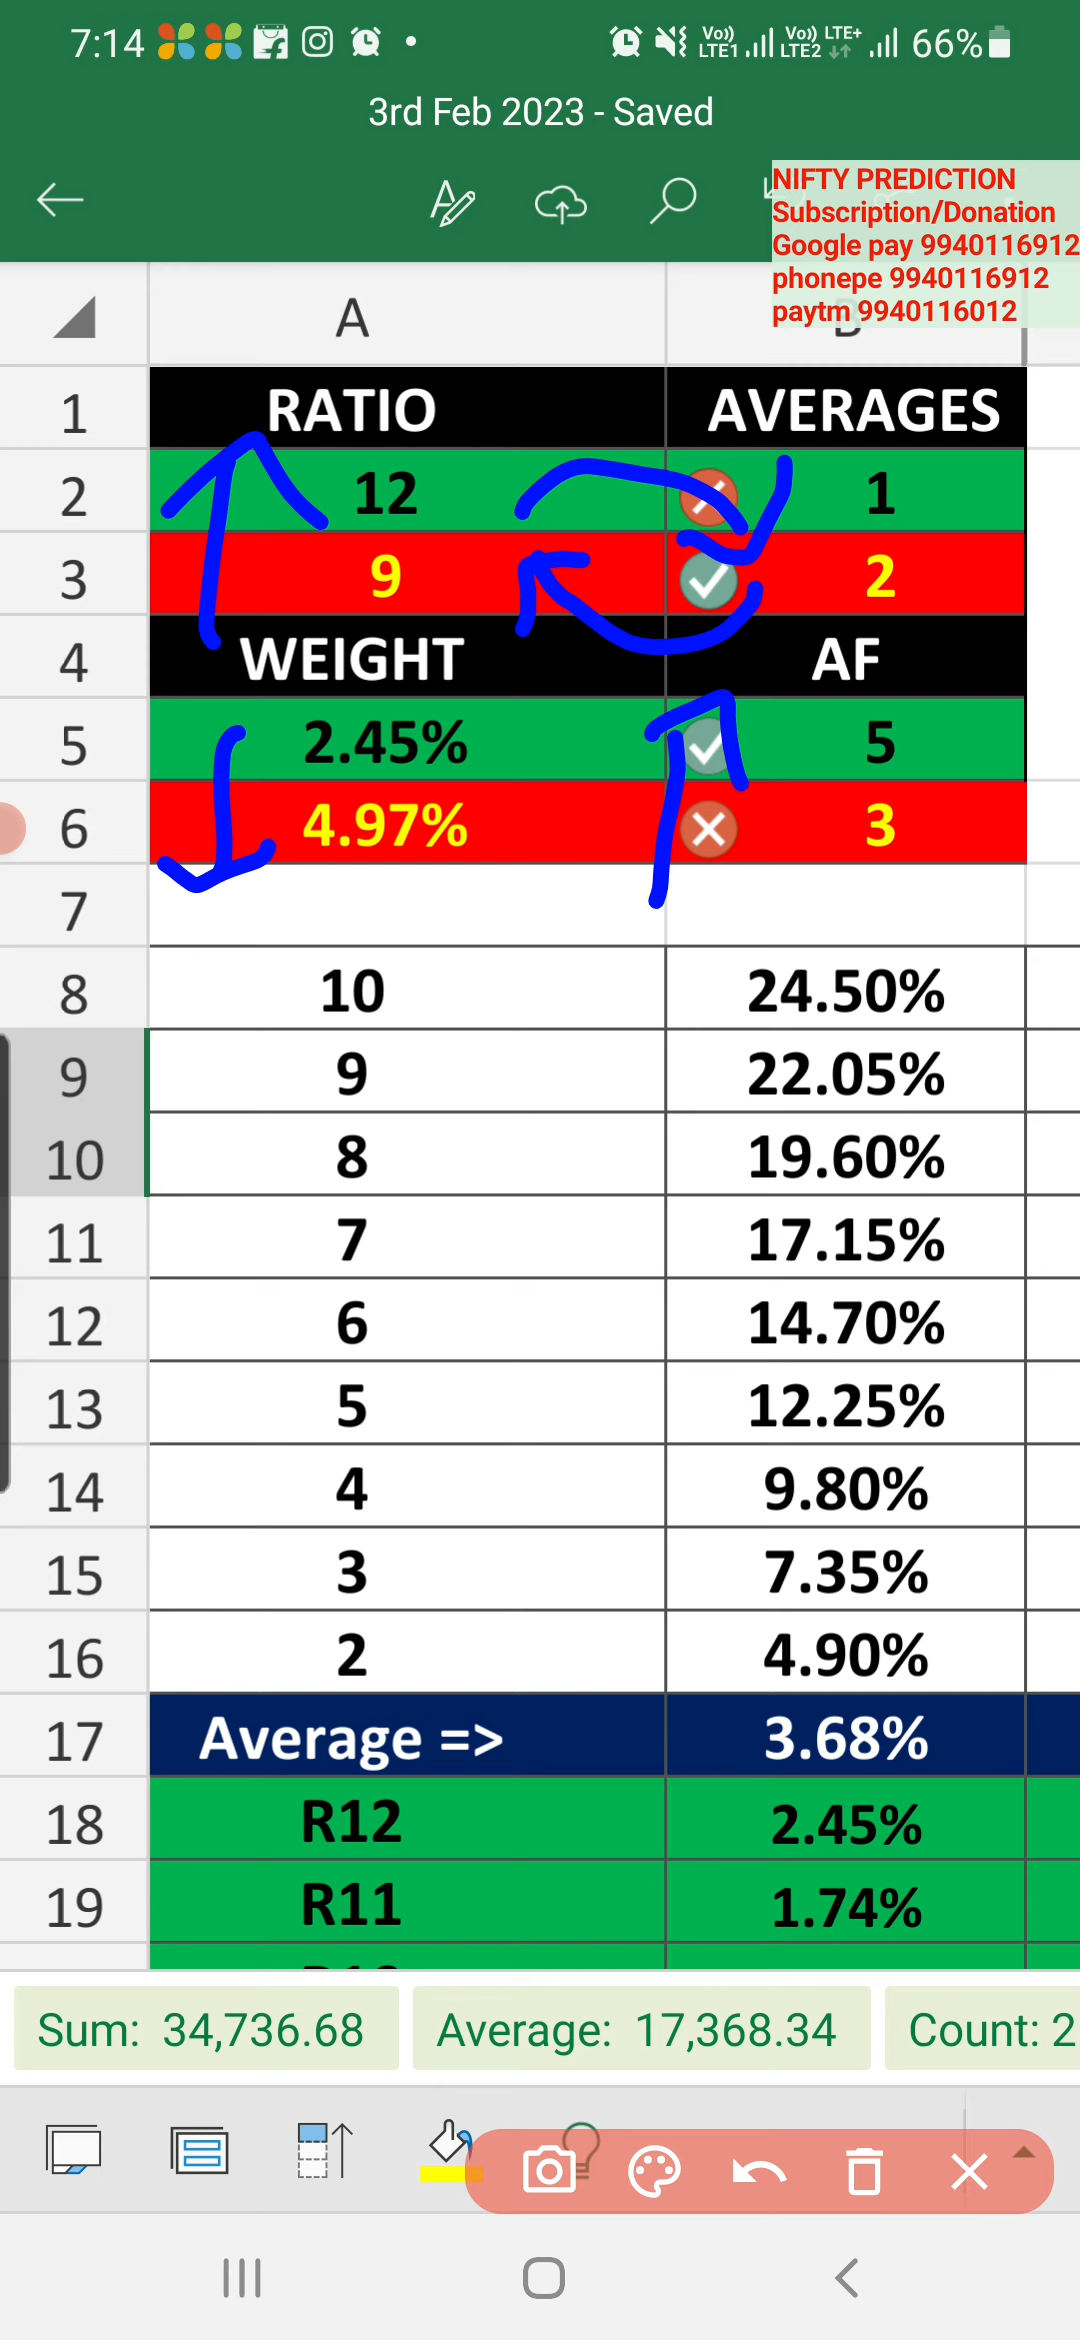 7:14
Vo)) LTE1 Vo)) LTE2 LTE+ 66%
3rd Feb 2023 - Saved
NIFTY PREDICTION
Subscription/Donation
Google pay 9940116912
phonepe 9940116912
paytm 9940116012
A B
1 RATIO AVERAGES
2 12 1
3 9 2
4 WEIGHT AF
5 2.45% 5
6 4.97% 3
7
8 10 24.50%
9 9 22.05%
10 8 19.60%
11 7 17.15%
12 6 14.70%
13 5 12.25%
14 4 9.80%
15 3 7.35%
16 2 4.90%
17 Average => 3.68%
18 R12 2.45%
19 R11 1.74%
Sum: 34,736.68 Average: 17,368.34 Count: 2